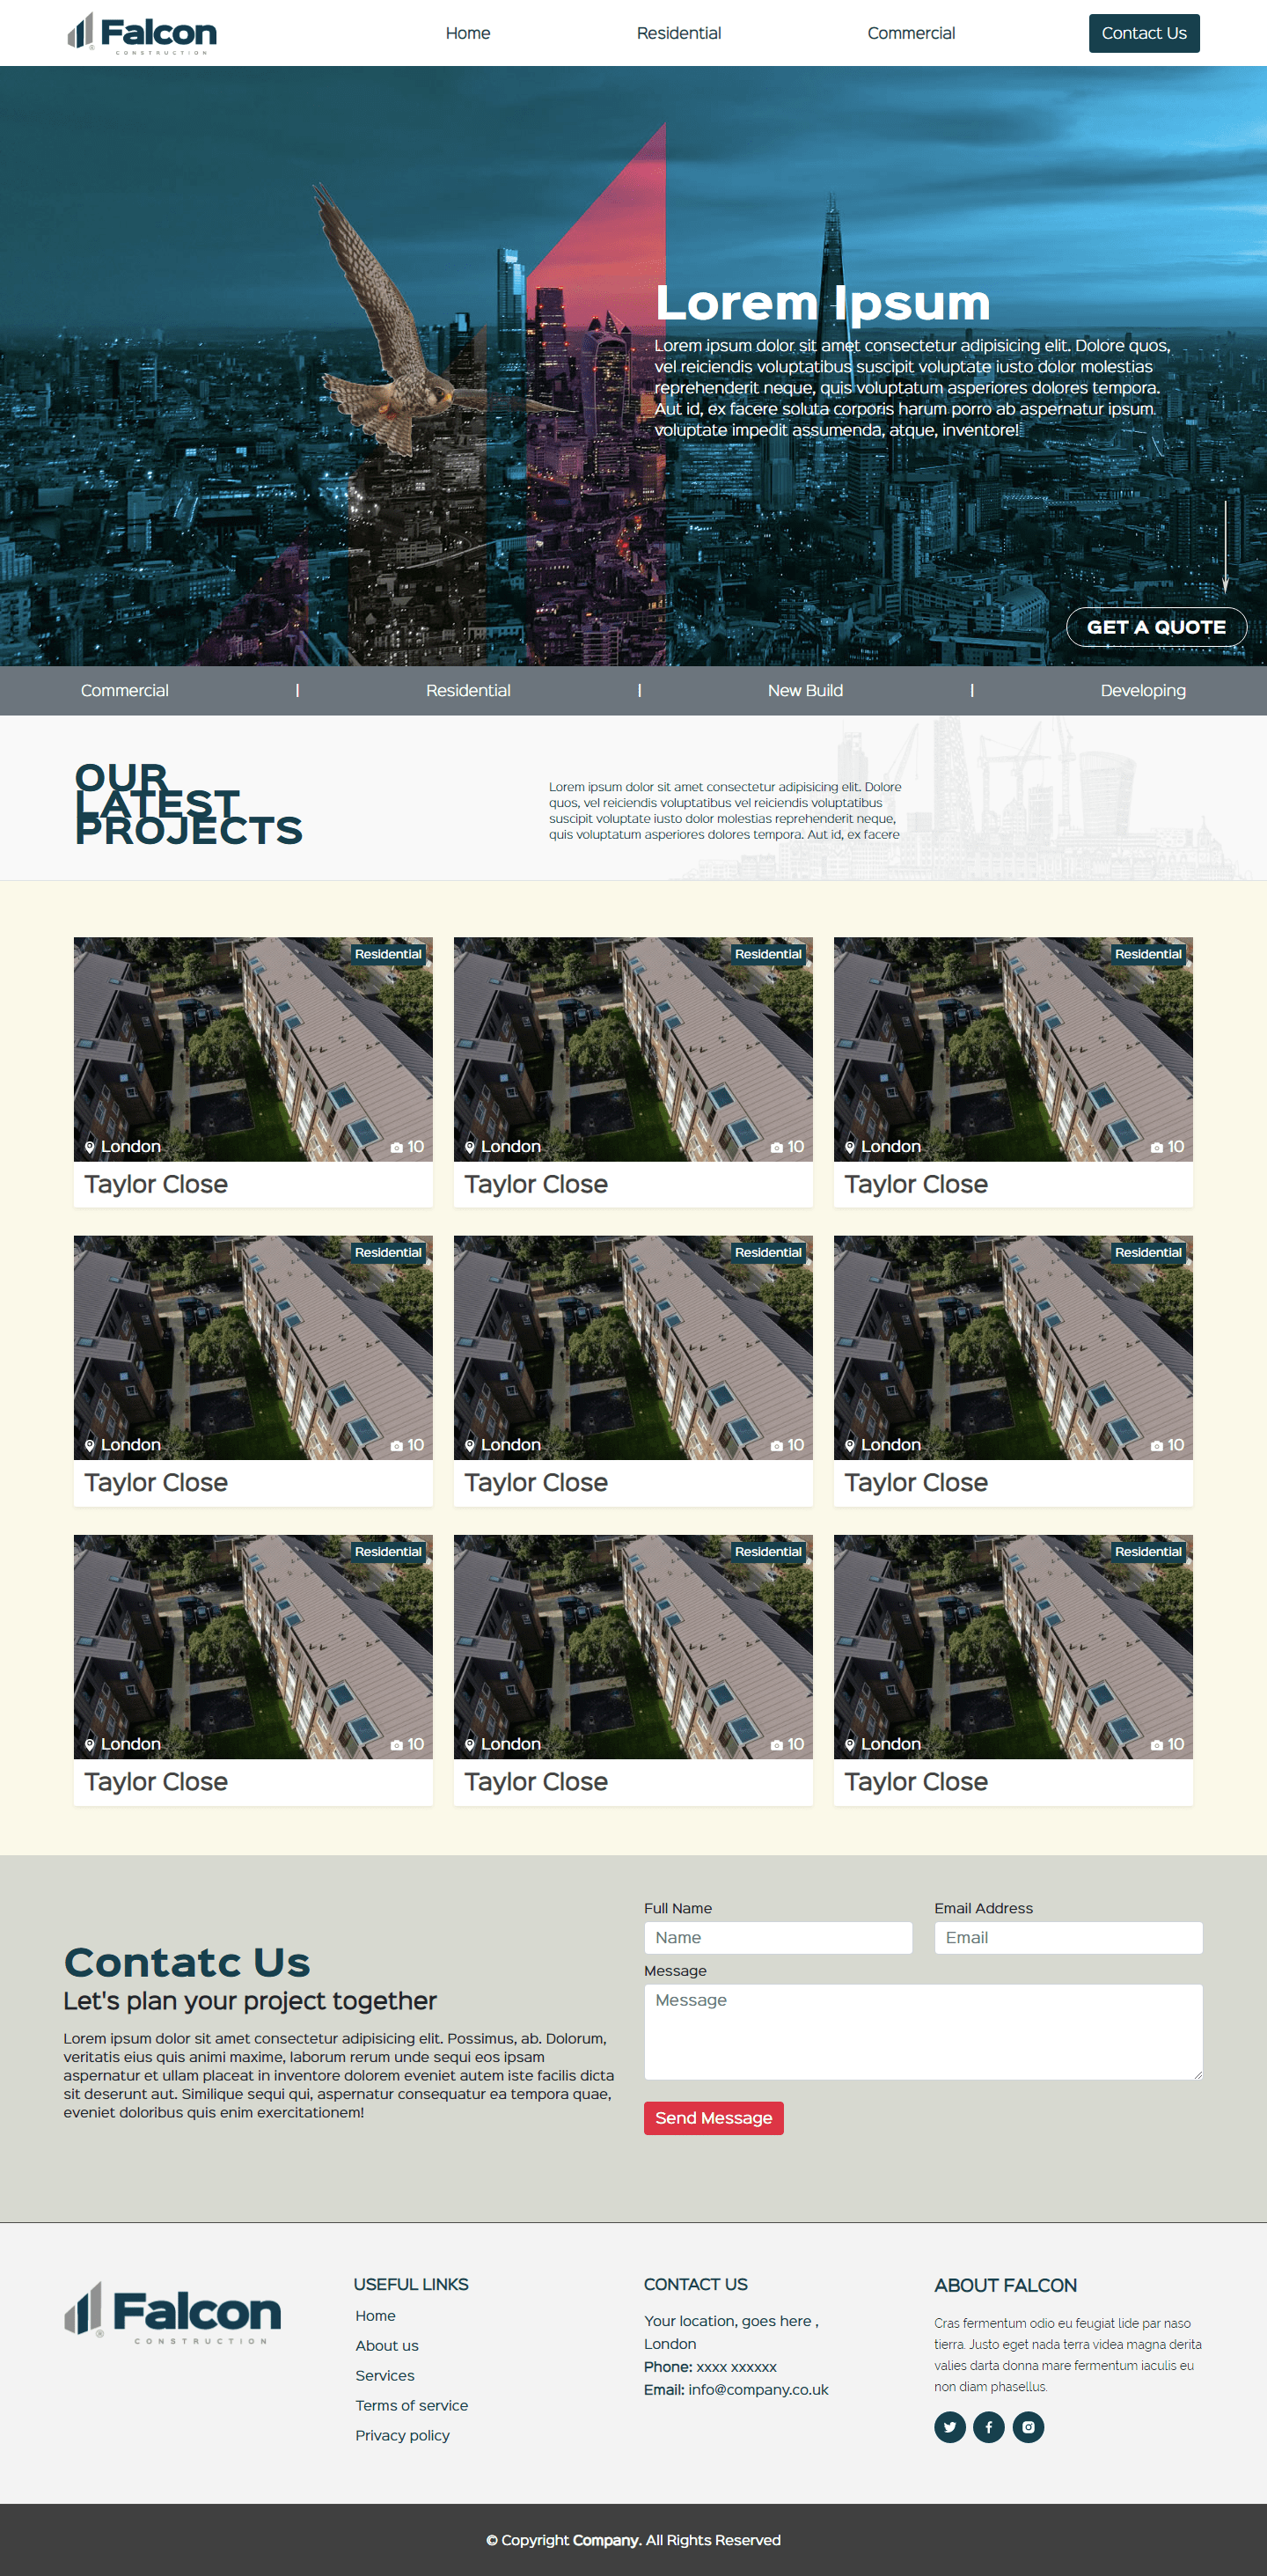 Falcon
CONSTRUCTION
Home
Residential
Commercial
Contact Us
Lorem Ipsum
Lorem ipsum dolor sit amet consectetur adipisicing elit. Dolore quos,
vel reiciendis voluptatibus suscipit voluptate iusto dolor molestias
reprehenderit neque, quis voluptatum asperiores dolores tempora.
Aut id, ex facere soluta corporis harum porro ab aspernatur ipsum
voluptate impedit assumenda, atque, inventore!
GET A QUOTE
Commercial | Residential | New Build | Developing
OUR
LATEST
PROJECTS
Lorem ipsum dolor sit amet consectetur adipisicing elit. Dolore
quos, vel reiciendis voluptatibus vel reiciendis voluptatibus
suscipit voluptate iusto dolor molestias reprehenderit neque,
quis voluptatum asperiores dolores tempora. Aut id, ex facere
Residential
London
10
Taylor Close
Residential
London
10
Taylor Close
Residential
London
10
Taylor Close
Residential
London
10
Taylor Close
Residential
London
10
Taylor Close
Residential
London
10
Taylor Close
Residential
London
10
Taylor Close
Residential
London
10
Taylor Close
Residential
London
10
Taylor Close
Contatc Us
Let's plan your project together
Lorem ipsum dolor sit amet consectetur adipisicing elit. Possimus, ab. Dolorum,
veritatis eius quis animi maxime, laborum rerum unde sequi eos ipsam
aspernatur et ullam placeat in inventore dolorem eveniet autem iste facilis dicta
sit deserunt aut. Similique sequi qui, aspernatur consequatur ea tempora quae,
eveniet doloribus quis enim exercitationem!
Full Name
Name
Email Address
Email
Message
Message
Send Message
Falcon
CONSTRUCTION
USEFUL LINKS
Home
About us
Services
Terms of service
Privacy policy
CONTACT US
Your location, goes here ,
London
Phone: xxxx xxxxxx
Email: info@company.co.uk
ABOUT FALCON
Cras fermentum odio eu feugiat lide par naso
tierra. Justo eget nada terra videa magna derita
valies darta donna mare fermentum iaculis eu
non diam phasellus.
© Copyright Company. All Rights Reserved